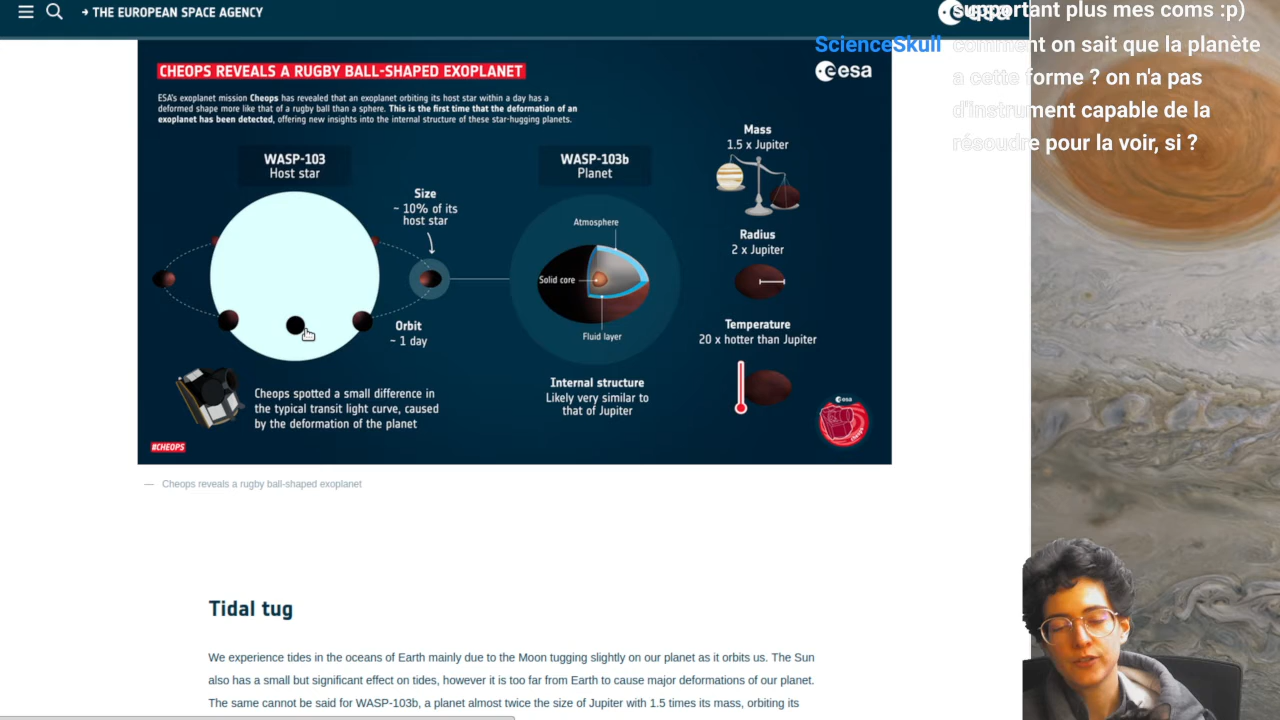 → THE EUROPEAN SPACE AGENCY
esa
supportant plus mes coms :p)
ScienceSkull comment on sait que la planète
a cette forme ? on n'a pas
d'instrument capable de la
résoudre pour la voir, si ?
CHEOPS REVEALS A RUGBY BALL-SHAPED EXOPLANET
esa
ESA's exoplanet mission Cheops has revealed that an exoplanet orbiting its host star within a day has a
deformed shape more like that of a rugby ball than a sphere. This is the first time that the deformation of an
exoplanet has been detected, offering new insights into the internal structure of these star-hugging planets.
WASP-103
Host star
Size
~ 10% of its
host star
Orbit
~ 1 day
Cheops spotted a small difference in
the typical transit light curve, caused
by the deformation of the planet
#CHEOPS
WASP-103b
Planet
Atmosphere
Solid core
Fluid layer
Internal structure
Likely very similar to
that of Jupiter
Mass
1.5 x Jupiter
Radius
2 x Jupiter
Temperature
20 x hotter than Jupiter
esa
cheops
— Cheops reveals a rugby ball-shaped exoplanet
Tidal tug
We experience tides in the oceans of Earth mainly due to the Moon tugging slightly on our planet as it orbits us. The Sun
also has a small but significant effect on tides, however it is too far from Earth to cause major deformations of our planet.
The same cannot be said for WASP-103b, a planet almost twice the size of Jupiter with 1.5 times its mass, orbiting its